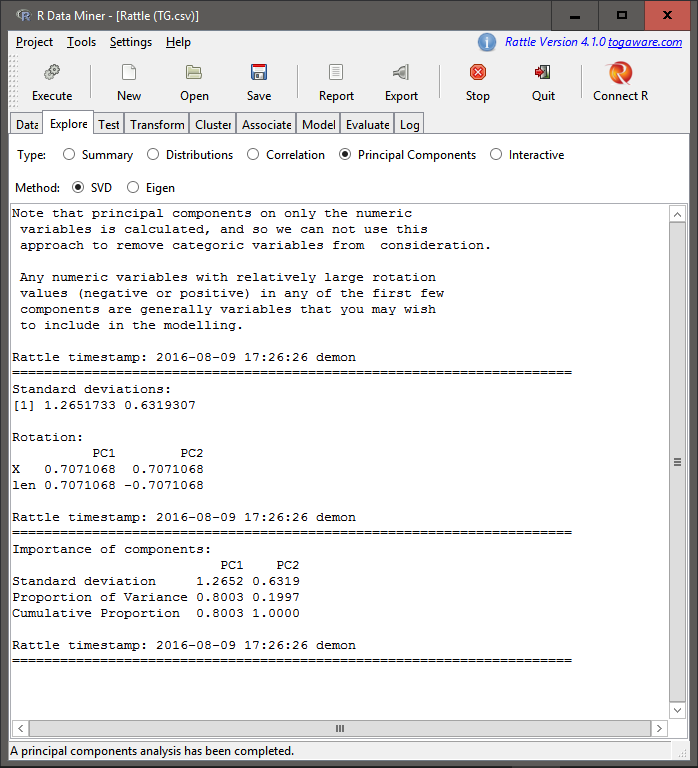 R Data Miner - [Rattle (TG.csv)]
Project Tools Settings Help
Rattle Version 4.1.0 togaware.com
Execute New Open Save Report Export Stop Quit Connect R
Data Explore Test Transform Cluster Associate Model Evaluate Log
Type: Summary Distributions Correlation Principal Components Interactive
Method: SVD Eigen
Note that principal components on only the numeric
variables is calculated, and so we can not use this
approach to remove categoric variables from  consideration.
Any numeric variables with relatively large rotation
values (negative or positive) in any of the first few
components are generally variables that you may wish
to include in the modelling.
Rattle timestamp: 2016-08-09 17:26:26 demon
======================================================================
Standard deviations:
[1] 1.2651733 0.6319307
Rotation:
PC1        PC2
X   0.7071068  0.7071068
len 0.7071068 -0.7071068
Rattle timestamp: 2016-08-09 17:26:26 demon
======================================================================
Importance of components:
PC1    PC2
Standard deviation     1.2652 0.6319
Proportion of Variance 0.8003 0.1997
Cumulative Proportion  0.8003 1.0000
Rattle timestamp: 2016-08-09 17:26:26 demon
======================================================================
A principal components analysis has been completed.